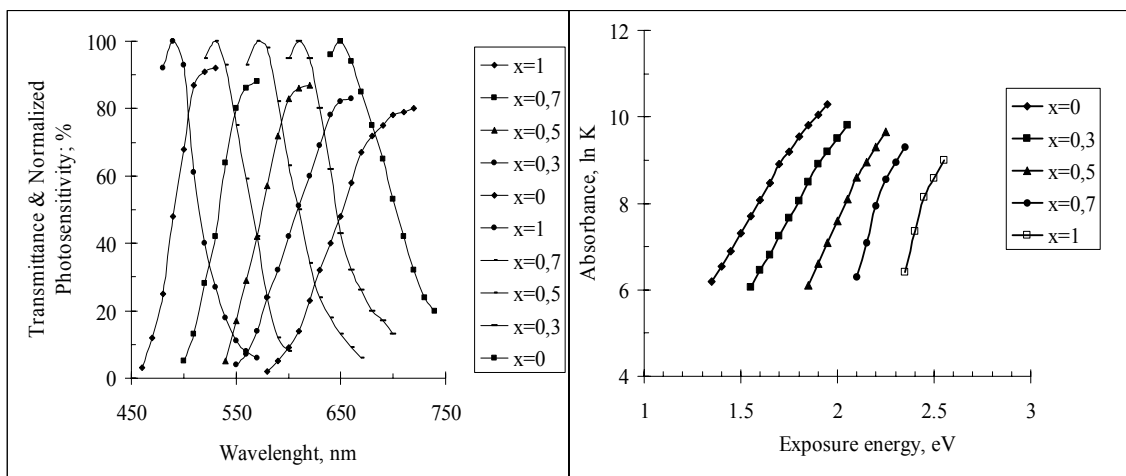 Transmittance & Normalized
Photosensitivity; %
100
80
60
40
20
0
450
550
650
750
Wavelenght, nm
x=1
x=0,7
x=0,5
x=0,3
x=0
x=1
x=0,7
x=0,5
x=0,3
x=0
Absorbance, ln K
12
10
8
6
4
1
1.5
2
2.5
3
Exposure energy, eV
x=0
x=0,3
x=0,5
x=0,7
x=1